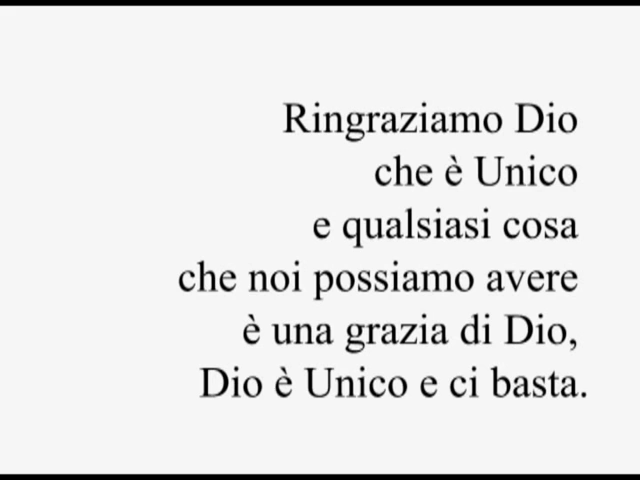 Ringraziamo Dio
che è Unico
e qualsiasi cosa
che noi possiamo avere
è una grazia di Dio,
Dio è Unico e ci basta.